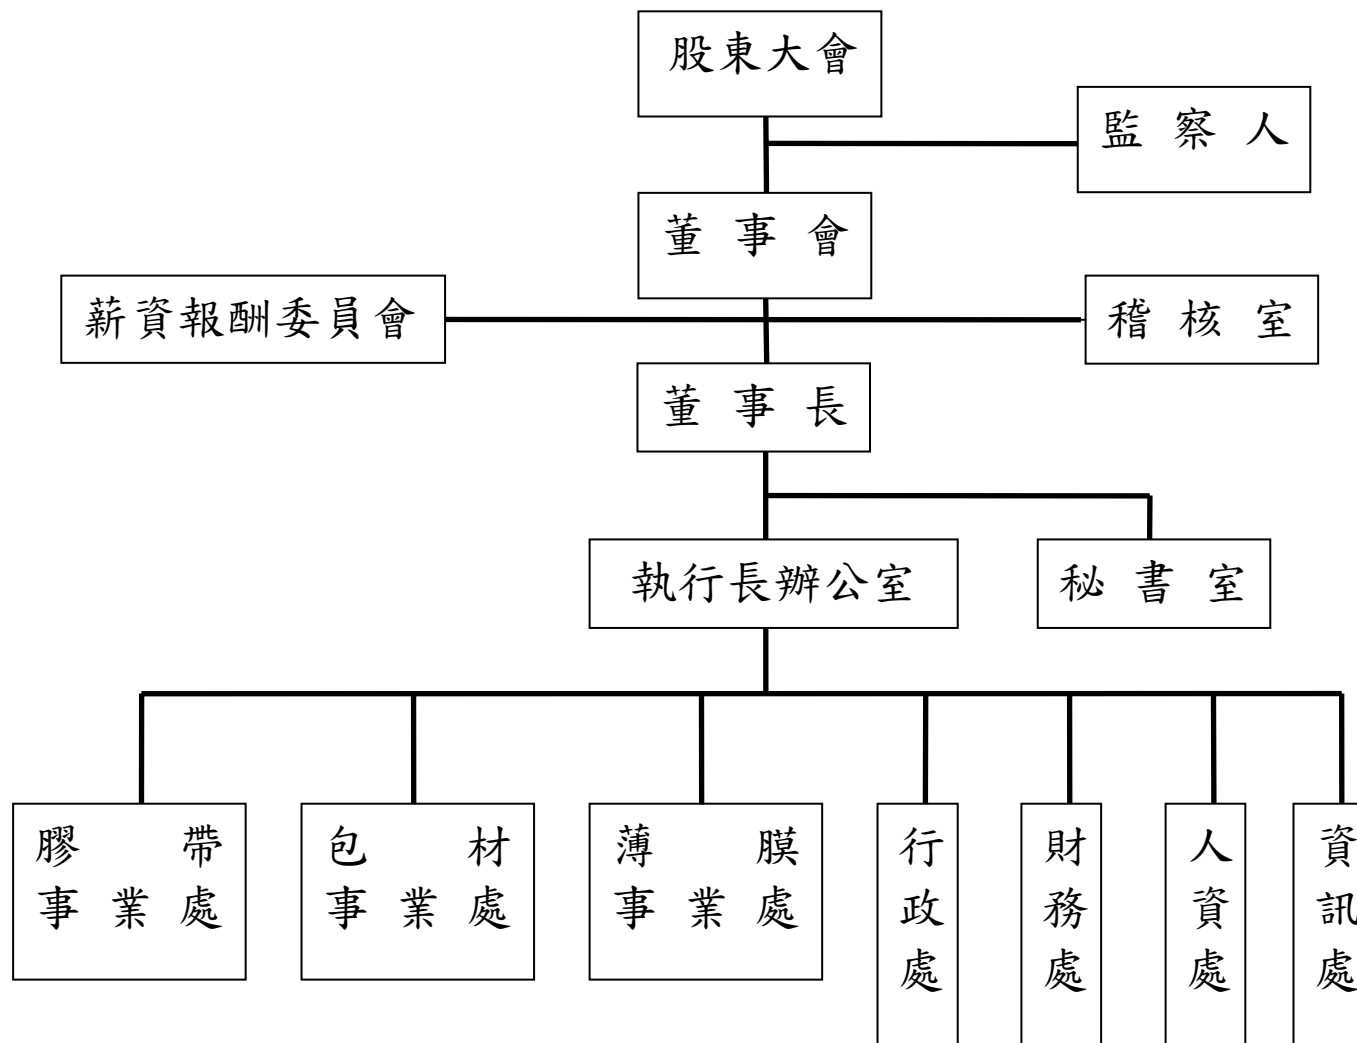 股東大會
監察人
董事會
薪資報酬委員會
稽核室
董事長
執行長辦公室
秘書室
膠帶
事業處
包材
事業處
薄膜
事業處
行政處
財務處
人資處
資訊處